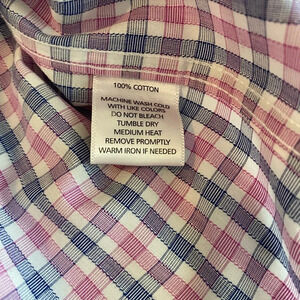 100% COTTON
MACHINE WASH COLD
WITH LIKE COLORS
DO NOT BLEACH
TUMBLE DRY
MEDIUM HEAT
REMOVE PROMPTLY
WARM IRON IF NEEDED